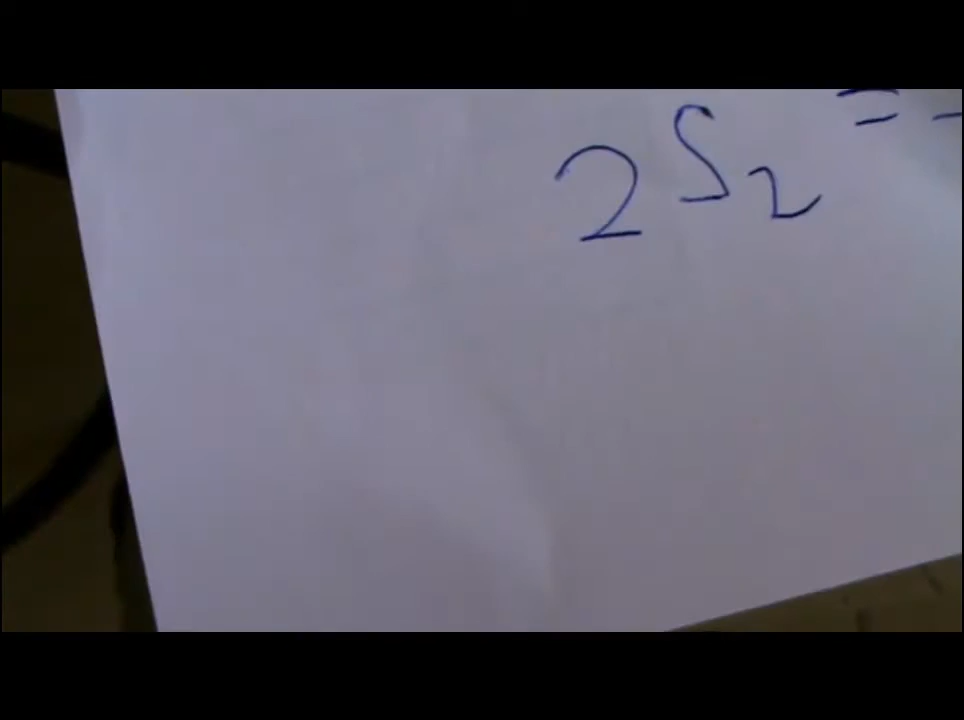 2S₂ =